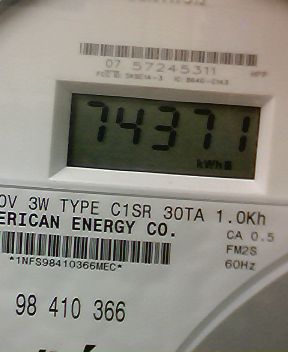 07 57245311
74371
kWh
0V 3W TYPE C1SR 30TA 1.0Kh
ERICAN ENERGY CO.
CA 0.5
FM2S
*1NFS98410366MEC*
60Hz
98 410 366